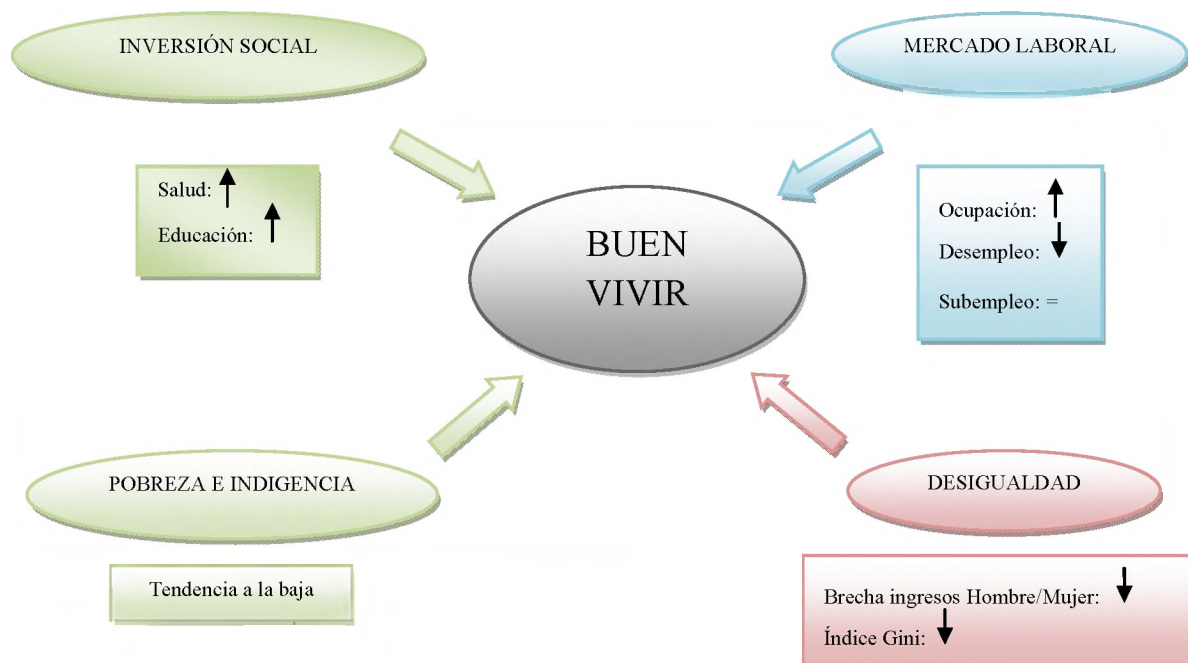 INVERSIÓN SOCIAL
Salud:
Educación:
MERCADO LABORAL
Ocupación:
Desempleo:
Subempleo: =
BUEN
VIVIR
POBREZA E INDIGENCIA
Tendencia a la baja
DESIGUALDAD
Brecha ingresos Hombre/Mujer:
Índice Gini: